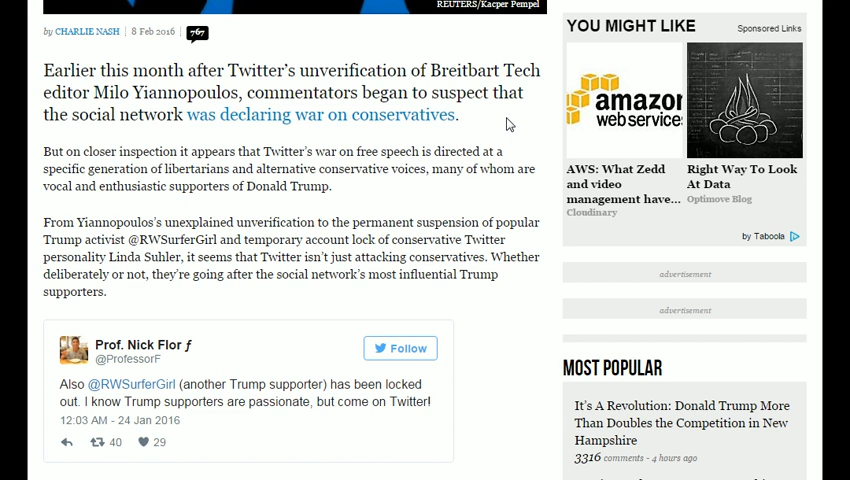 REUTERS/Kacper Pempel
by CHARLIE NASH | 8 Feb 2016 | 767
Earlier this month after Twitter's unverification of Breitbart Tech
editor Milo Yiannopoulos, commentators began to suspect that
the social network was declaring war on conservatives.
But on closer inspection it appears that Twitter's war on free speech is directed at a
specific generation of libertarians and alternative conservative voices, many of whom are
vocal and enthusiastic supporters of Donald Trump.
From Yiannopoulos's unexplained unverification to the permanent suspension of popular
Trump activist @RWSurferGirl and temporary account lock of conservative Twitter
personality Linda Suhler, it seems that Twitter isn't just attacking conservatives. Whether
deliberately or not, they're going after the social network's most influential Trump
supporters.
Prof. Nick Flor ƒ
@ProfessorF
Follow
Also @RWSurferGirl (another Trump supporter) has been locked
out. I know Trump supporters are passionate, but come on Twitter!
12:03 AM - 24 Jan 2016
40 29
YOU MIGHT LIKE
Sponsored Links
amazon
web services
AWS: What Zedd
and video
management have...
Cloudinary
Right Way To Look
At Data
Optimove Blog
by Taboola
advertisement
advertisement
MOST POPULAR
It's A Revolution: Donald Trump More
Than Doubles the Competition in New
Hampshire
3316 comments - 4 hours ago